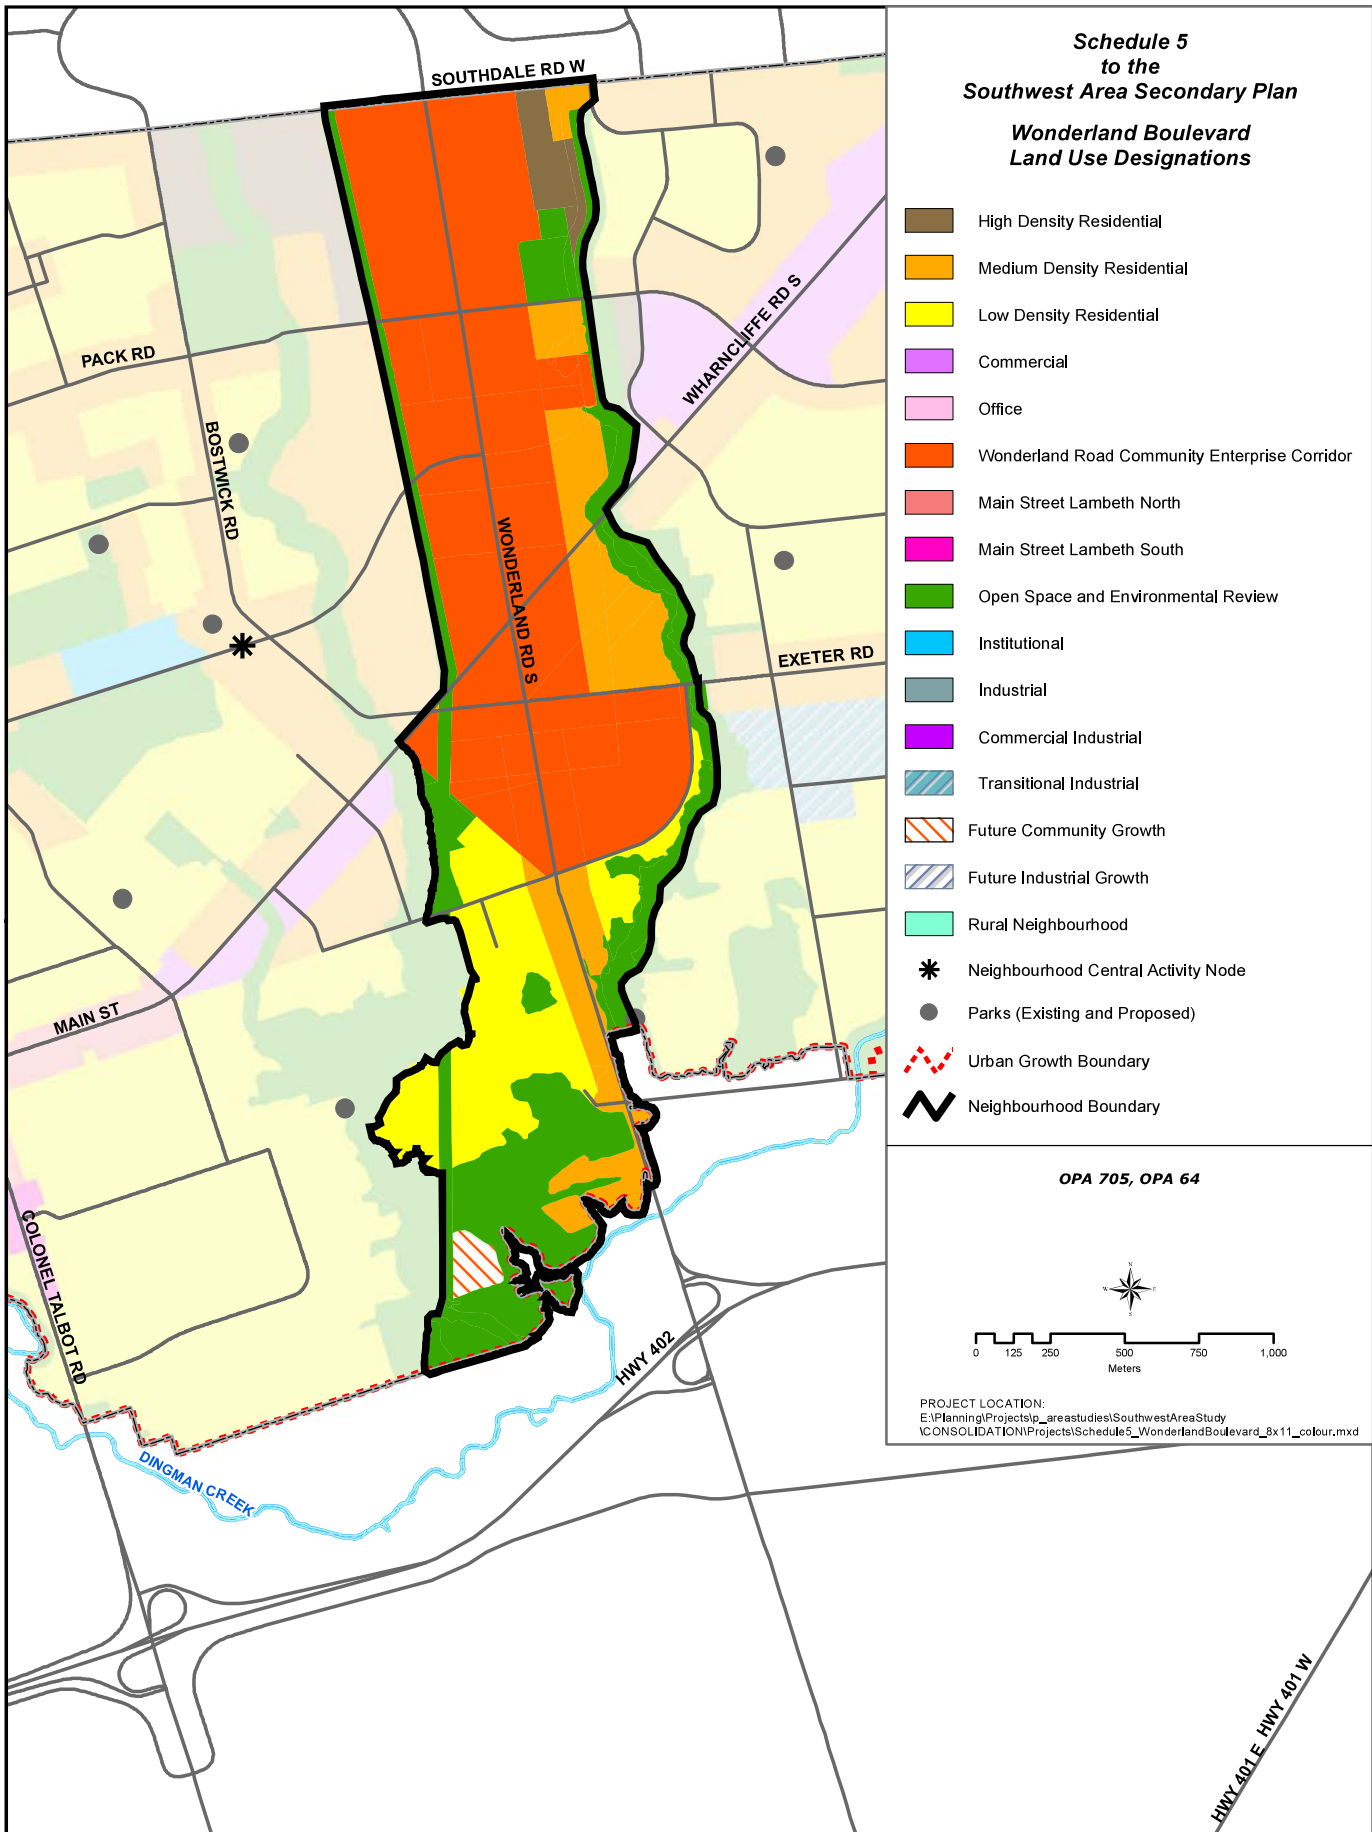 Schedule 5
to the
Southwest Area Secondary Plan
Wonderland Boulevard
Land Use Designations
High Density Residential
Medium Density Residential
Low Density Residential
Commercial
Office
Wonderland Road Community Enterprise Corridor
Main Street Lambeth North
Main Street Lambeth South
Open Space and Environmental Review
Institutional
Industrial
Commercial Industrial
Transitional Industrial
Future Community Growth
Future Industrial Growth
Rural Neighbourhood
Neighbourhood Central Activity Node
Parks (Existing and Proposed)
Urban Growth Boundary
Neighbourhood Boundary
OPA 705, OPA 64
N
W E
S
0 125 250 500 750 1,000
Meters
PROJECT LOCATION:
E:\Planning\Projects\p_areastudies\SouthwestAreaStudy
\CONSOLIDATION\Projects\Schedule5_WonderlandBoulevard_8x11_colour.mxd
SOUTHDALE RD W
PACK RD
BOSTWICK RD
WHARNCLIFFE RD S
WONDERLAND RD S
EXETER RD
MAIN ST
COLONEL TALBOT RD
HWY 402
DINGMAN CREEK
HWY 401 E HWY 401 W